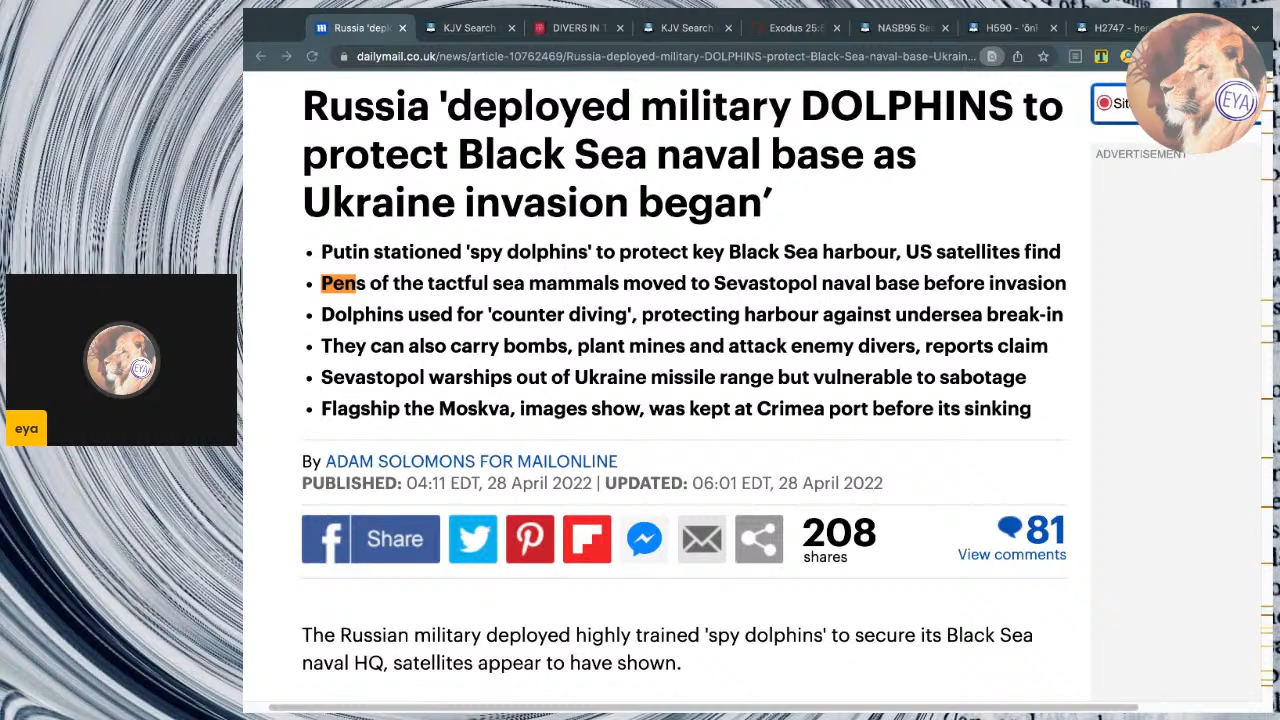 Russia 'depl
KJV Search
DIVERS IN T
KJV Search
Exodus 25:
NASB95 Sea
H590 - 'ŏnî
H2747 - ḥe
dailymail.co.uk/news/article-10762469/Russia-deployed-military-DOLPHINS-protect-Black-Sea-naval-base-Ukrain...
Russia 'deployed military DOLPHINS to
protect Black Sea naval base as
Ukraine invasion began’
EYA
ADVERTISEMENT
• Putin stationed 'spy dolphins' to protect key Black Sea harbour, US satellites find
• Pens of the tactful sea mammals moved to Sevastopol naval base before invasion
• Dolphins used for 'counter diving', protecting harbour against undersea break-in
• They can also carry bombs, plant mines and attack enemy divers, reports claim
• Sevastopol warships out of Ukraine missile range but vulnerable to sabotage
• Flagship the Moskva, images show, was kept at Crimea port before its sinking
EYA
eya
By ADAM SOLOMONS FOR MAILONLINE
PUBLISHED: 04:11 EDT, 28 April 2022 | UPDATED: 06:01 EDT, 28 April 2022
Share
208
shares
81
View comments
The Russian military deployed highly trained 'spy dolphins' to secure its Black Sea
naval HQ, satellites appear to have shown.